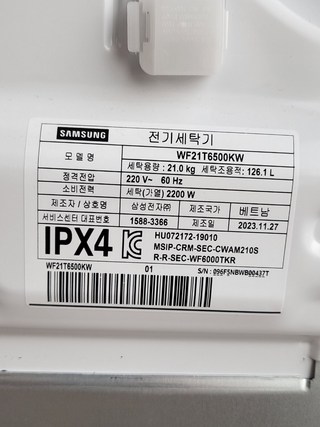 SAMSUNG 전기세탁기
모 델 명 WF21T6500KW
세탁용량 : 21.0 kg 세탁조용적: 126.1 L
정격전압 220 V~ 60 Hz
소비전력 세탁(가열) 2200 W
제조자 / 상호명 삼성전자㈜ 제조국가 베트남
서비스센터 대표번호 1588-3366 제조일 2023.11.27
IPX4
HU072172-19010
MSIP-CRM-SEC-CWAM210S
R-R-SEC-WF6000TKR
WF21T6500KW 01 S/N : 096F5NBWB00437T